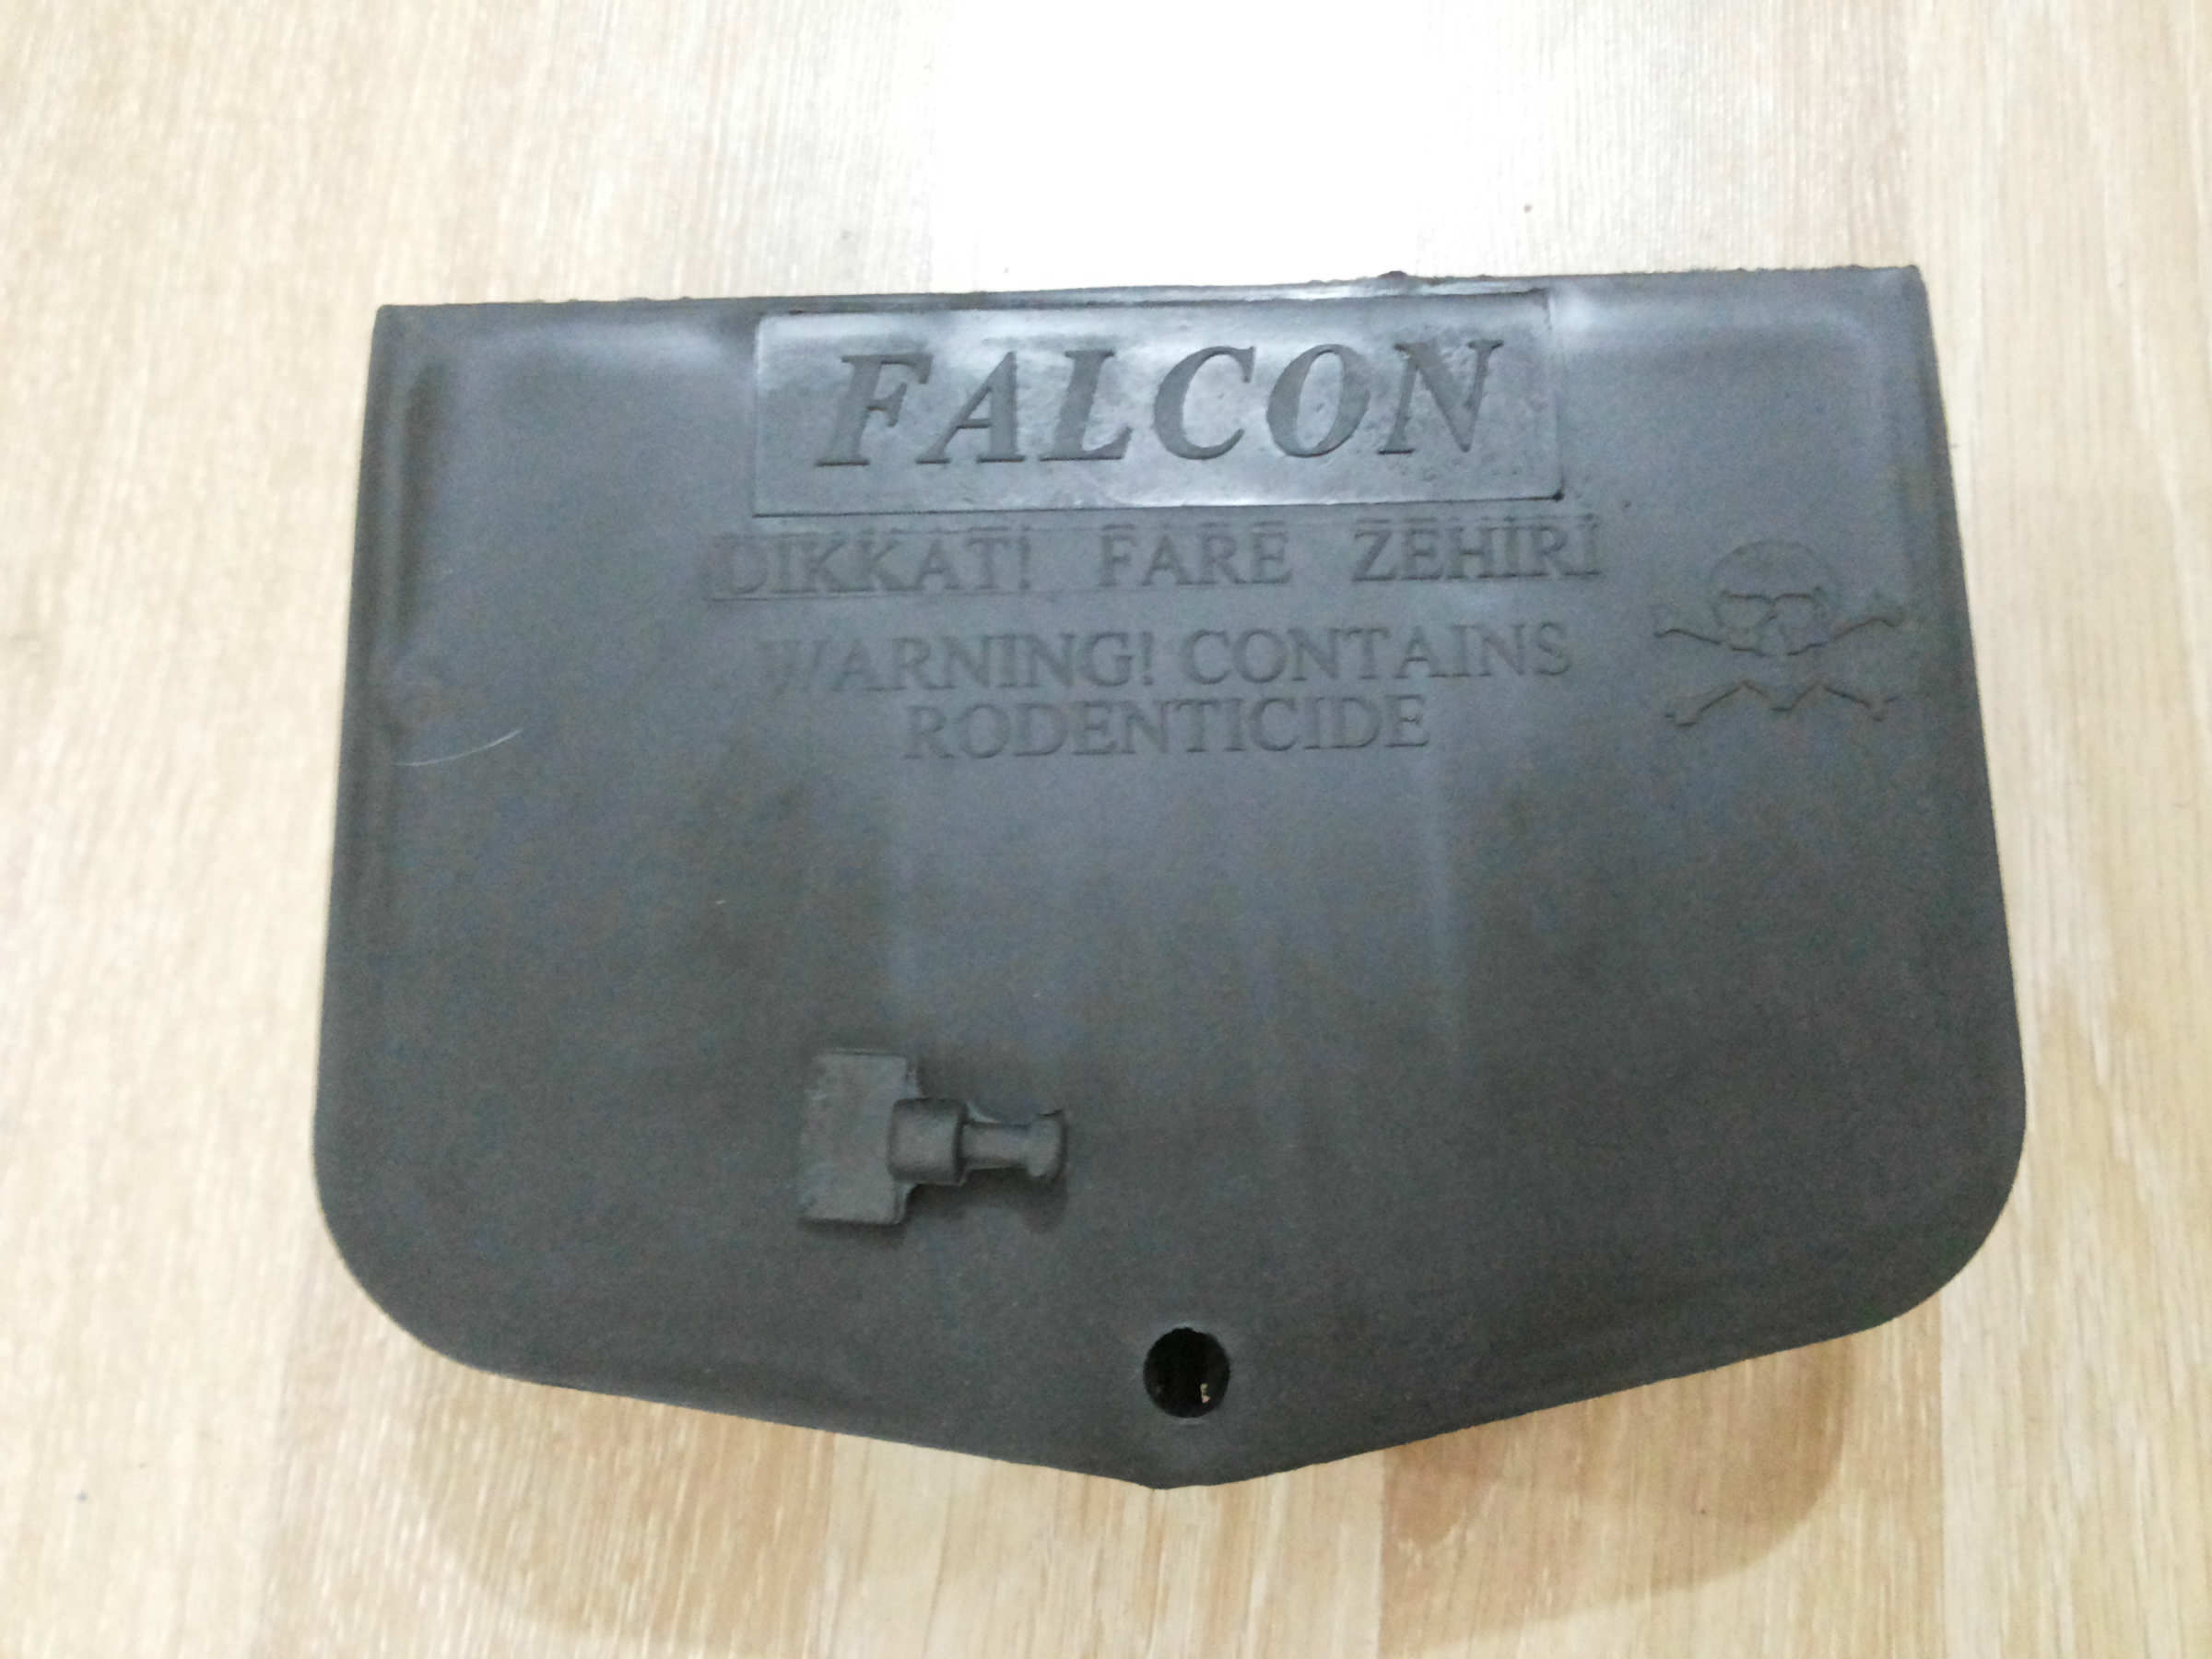 FALCON
DİKKAT! FARE ZEHİRİ
WARNING! CONTAINS
RODENTICIDE